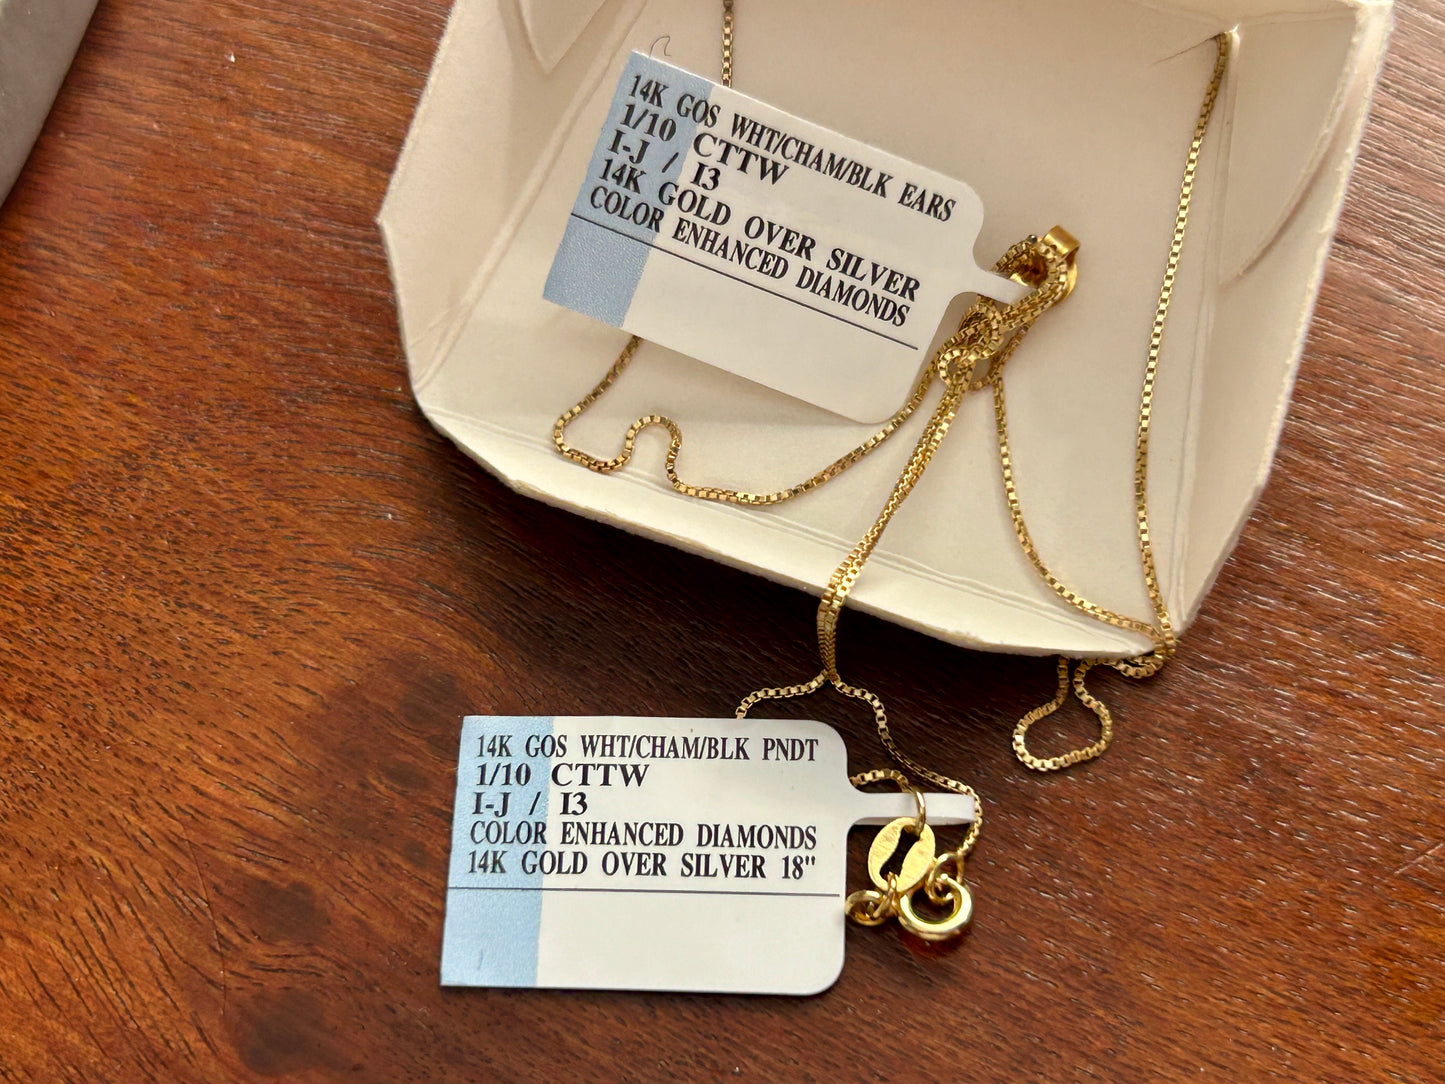 14K GOS WHT/CHAM/BLK EARS
1/10 CTTW
I-J / I3
14K GOLD OVER SILVER
COLOR ENHANCED DIAMONDS
14K GOS WHT/CHAM/BLK PNDT
1/10 CTTW
I-J / I3
COLOR ENHANCED DIAMONDS
14K GOLD OVER SILVER 18"